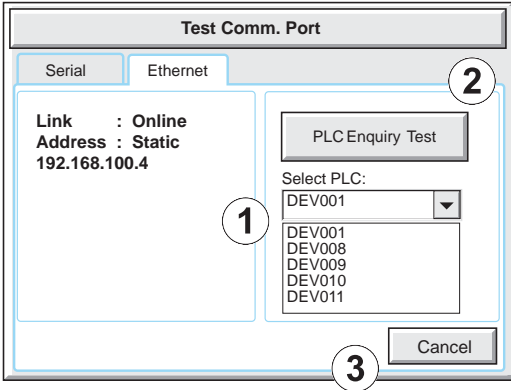 Test Comm. Port
Serial
Ethernet
2
Link : Online
Address : Static
192.168.100.4
PLC Enquiry Test
Select PLC:
DEV001
1
DEV001
DEV008
DEV009
DEV010
DEV011
Cancel
3